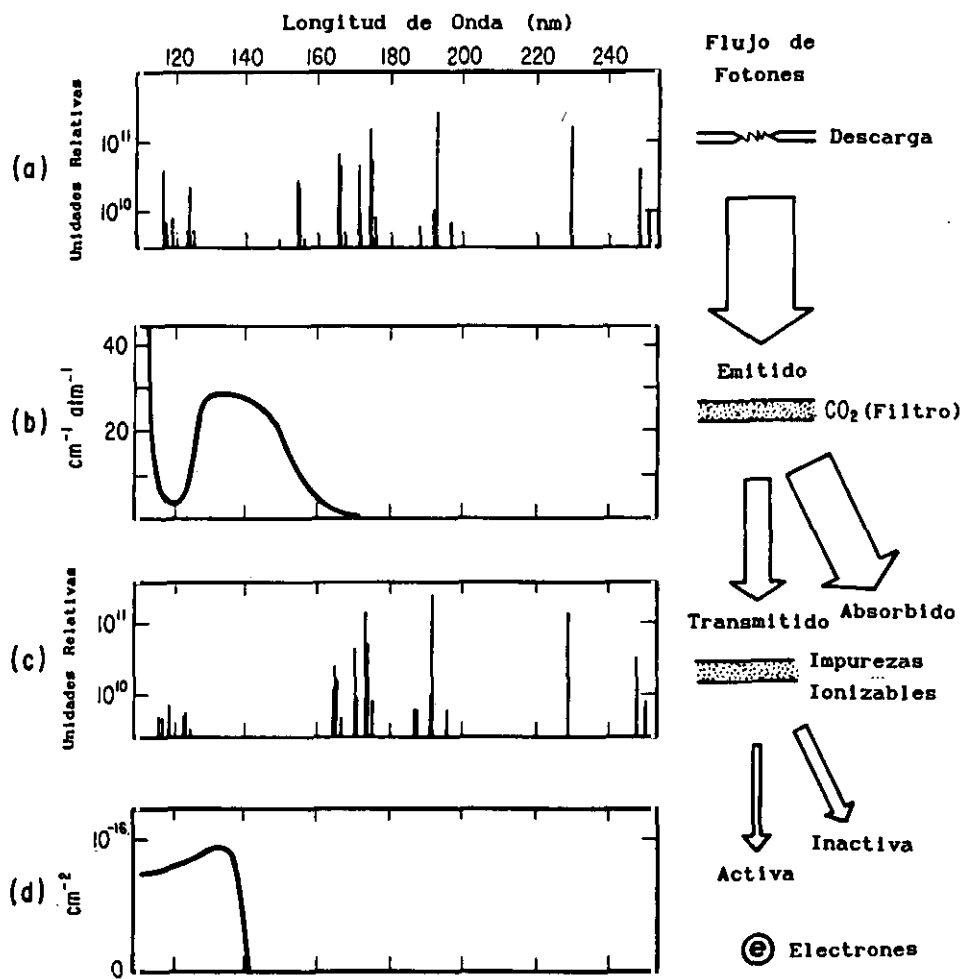 Longitud de Onda (nm)
120 140 160 180 200 220 240
(a)
Unidades Relativas
10¹¹
10¹⁰
(b)
cm⁻¹ atm⁻¹
40
20
(c)
Unidades Relativas
10¹¹
10¹⁰
(d)
cm⁻²
10⁻¹⁶
0
Flujo de
Fotones
Descarga
Emitido
CO₂ (Filtro)
Transmitido
Absorbido
Impurezas
Ionizables
Inactiva
Activa
e Electrones